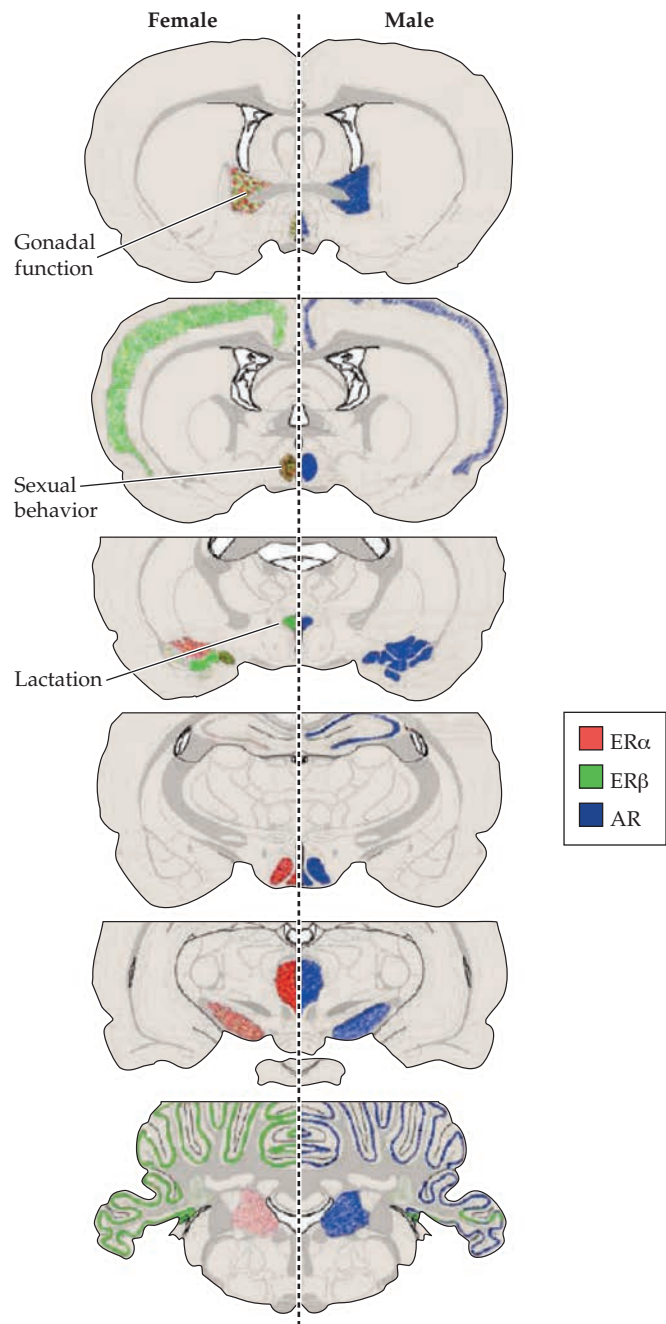 Female
Male
Gonadal
function
Sexual
behavior
Lactation
ERα
ERβ
AR